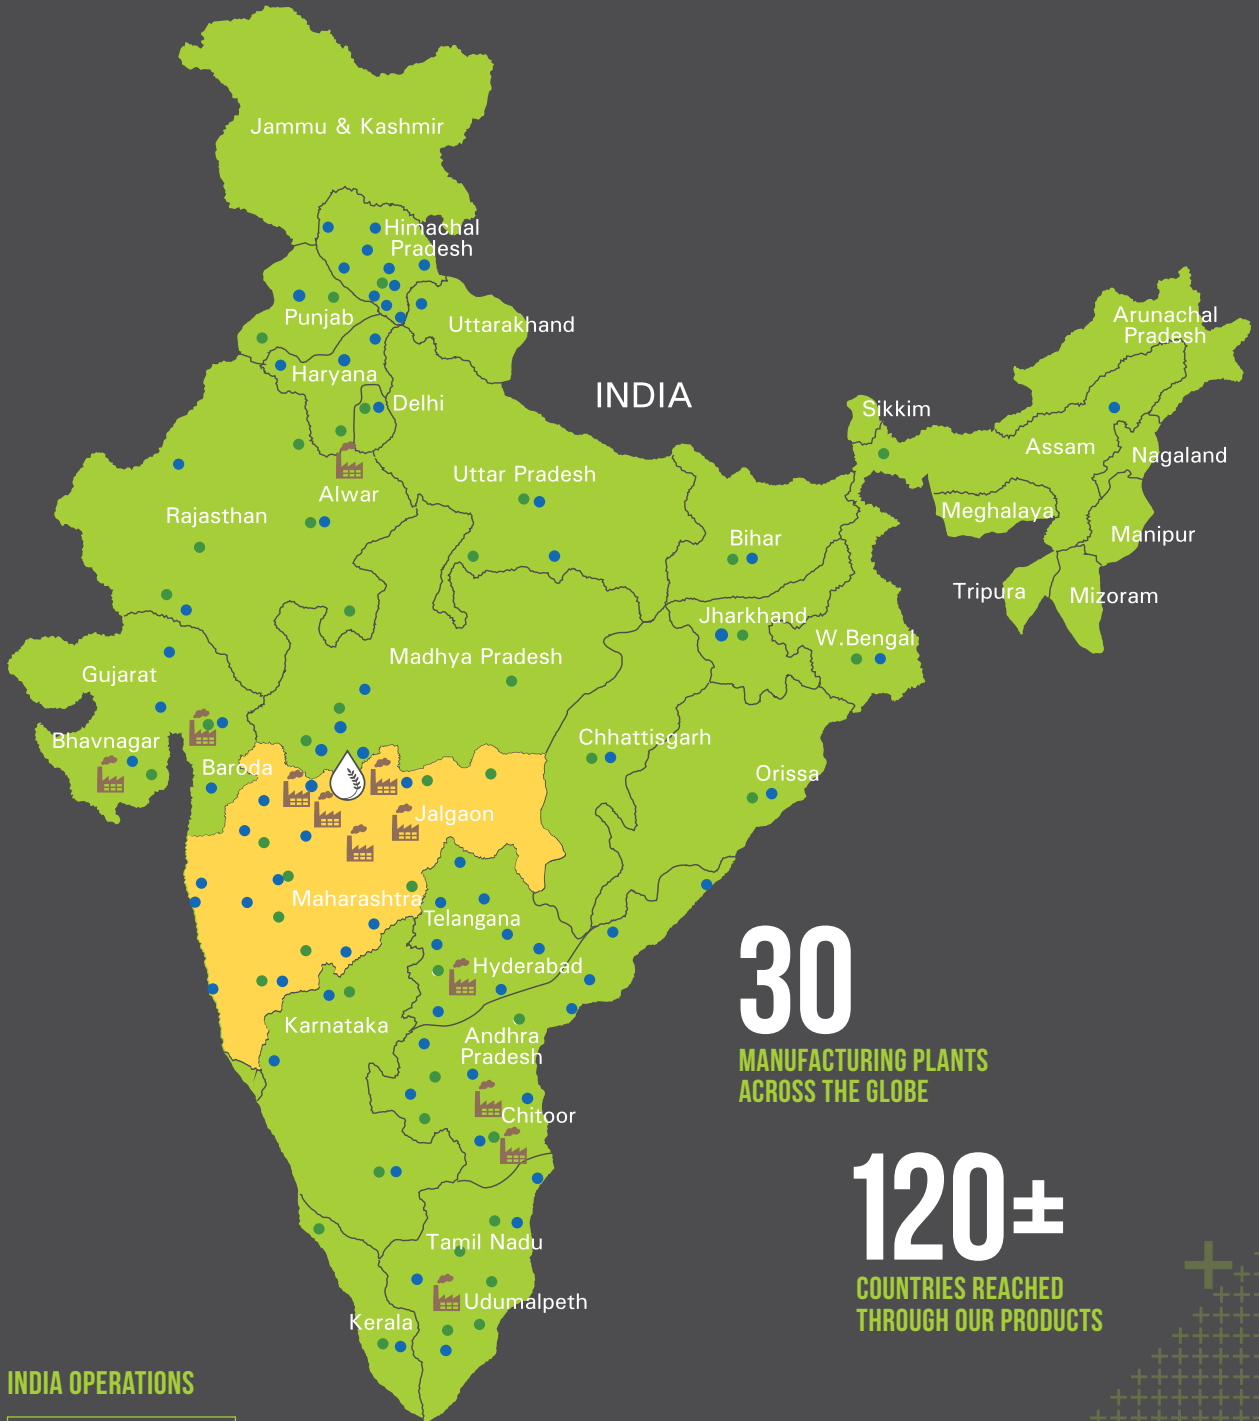 Jammu & Kashmir
Himachal
Pradesh
Punjab
Uttarakhand
Arunachal
Pradesh
Haryana
Delhi
INDIA
Sikkim
Assam
Nagaland
Uttar Pradesh
Alwar
Rajasthan
Meghalaya
Manipur
Bihar
Tripura
Mizoram
Jharkhand
W.Bengal
Madhya Pradesh
Gujarat
Bhavnagar
Chhattisgarh
Baroda
Orissa
Jalgaon
Maharashtra
Telangana
Hyderabad
Karnataka
Andhra
Pradesh
Chitoor
Tamil Nadu
Udumalpeth
Kerala
30
MANUFACTURING PLANTS
ACROSS THE GLOBE
120±
COUNTRIES REACHED
THROUGH OUR PRODUCTS
INDIA OPERATIONS